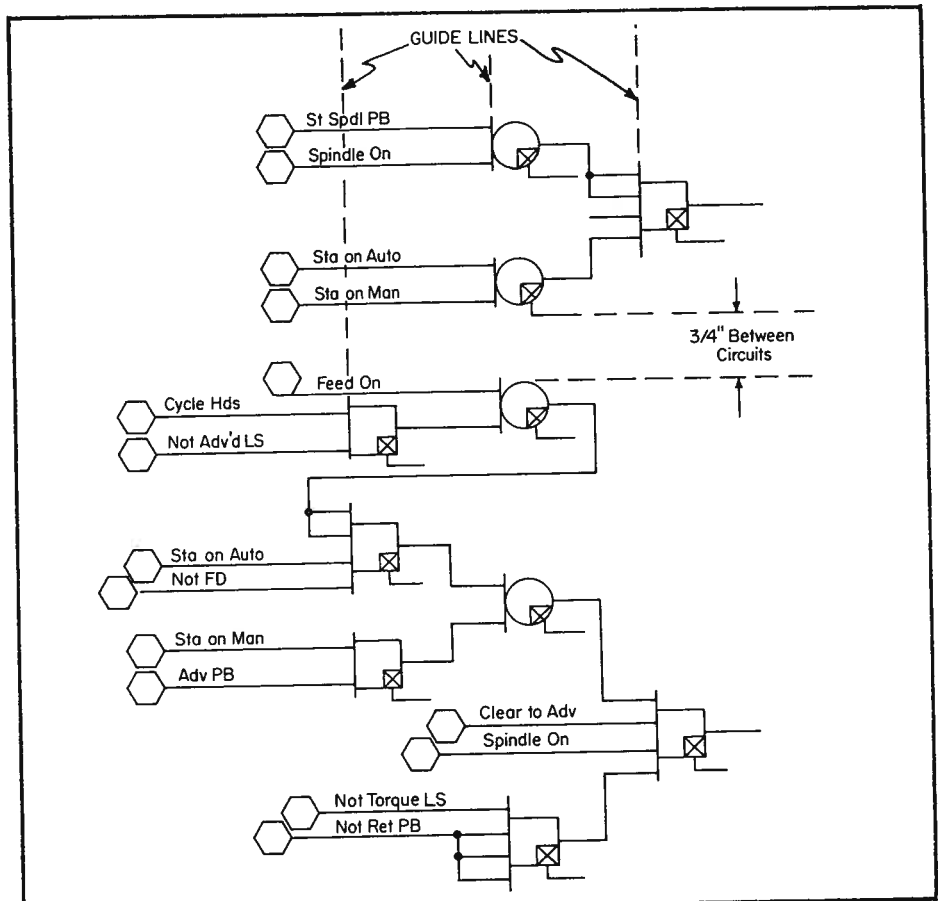 GUIDE LINES
St Spdl PB
Spindle On
Sta on Auto
Sta on Man
3/4" Between
Circuits
Feed On
Cycle Hds
Not Adv'd LS
Sta on Auto
Not FD
Sta on Man
Adv PB
Clear to Adv
Spindle On
Not Torque LS
Not Ret PB